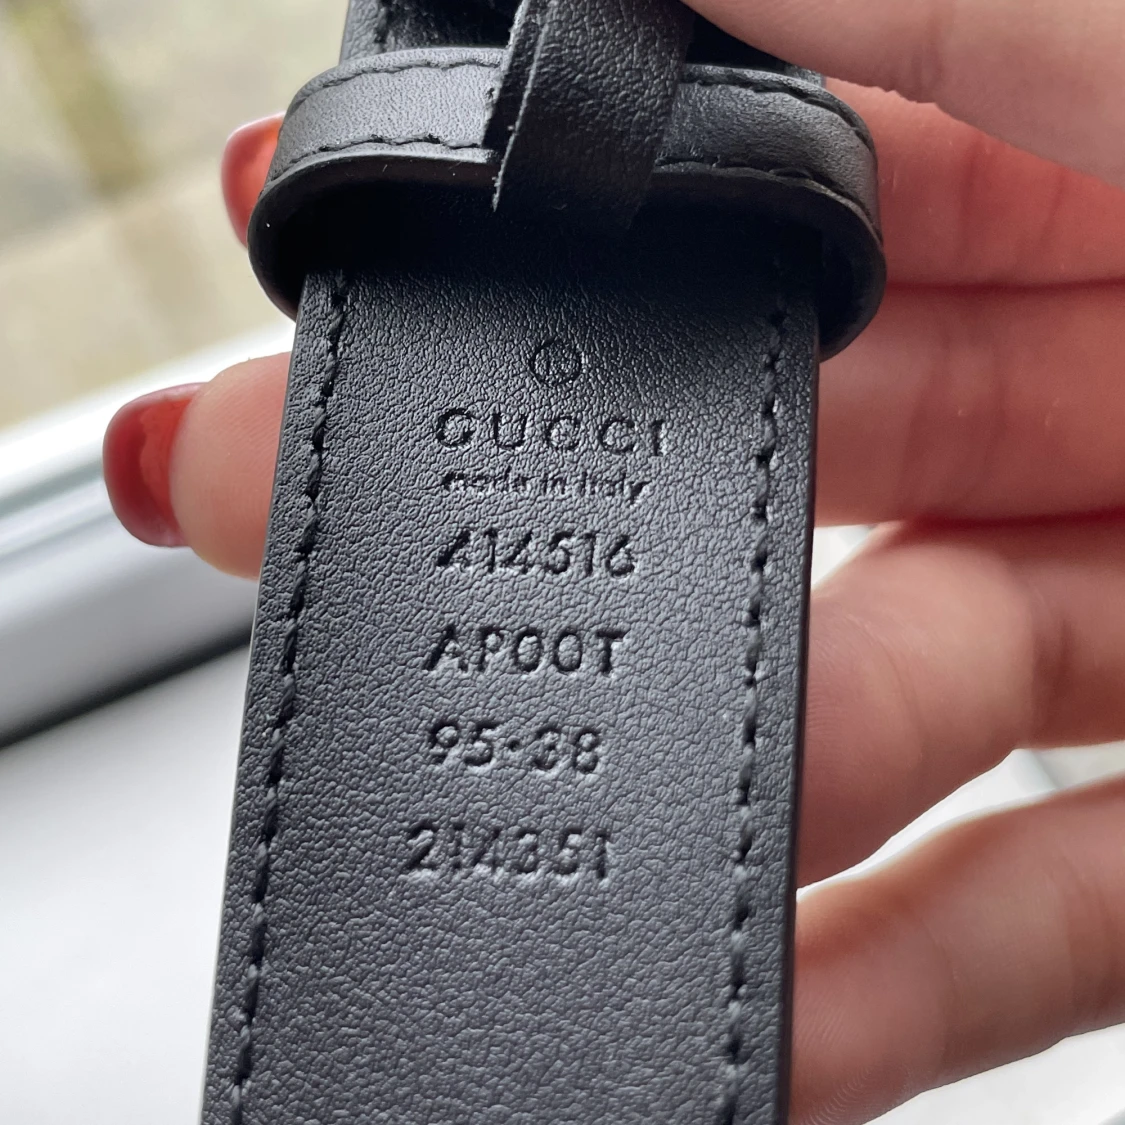 GUCCI
made in Italy
414516
AP00T
95·38
214351